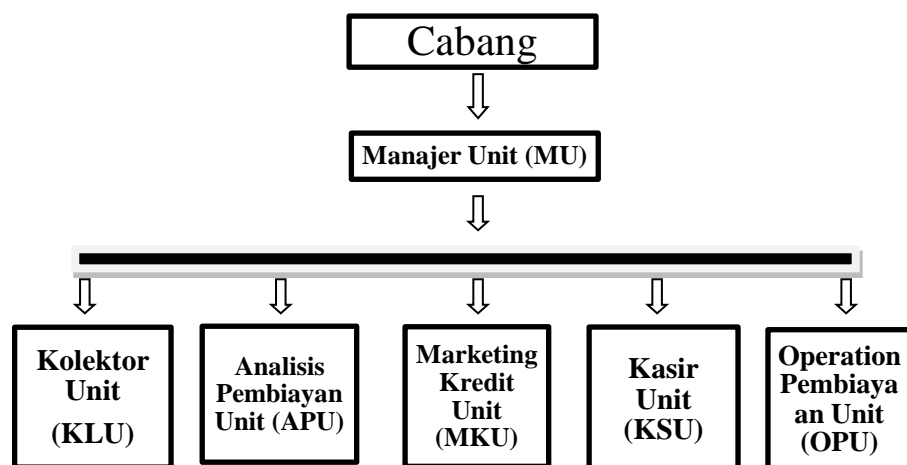 Cabang
Manajer Unit (MU)
Kolektor
Unit
(KLU)
Analisis
Pembiayan
Unit (APU)
Marketing
Kredit
Unit
(MKU)
Kasir
Unit
(KSU)
Operation
Pembiaya
an Unit
(OPU)